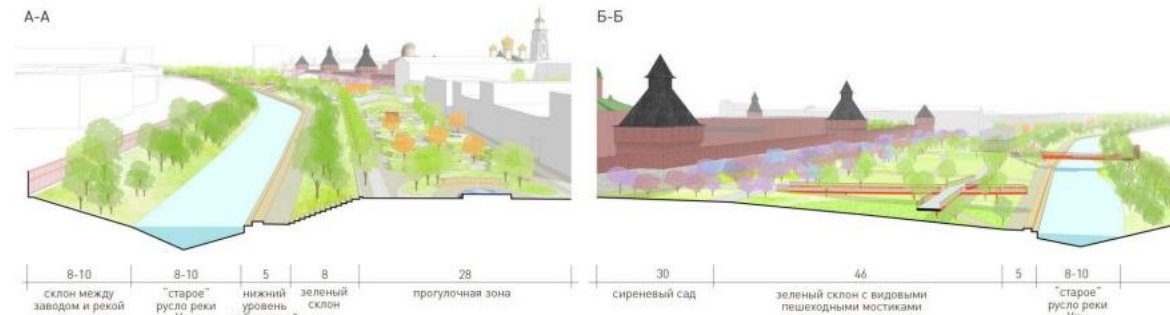 А-А
Б-Б
8-10
8-10
5
8
28
склон между
заводом и рекой
"старое"
русло реки
нижний
уровень
зеленый
склон
прогулочная зона
30
46
5
8-10
сиреневый сад
зеленый склон с видовыми
пешеходными мостиками
"старое"
русло реки